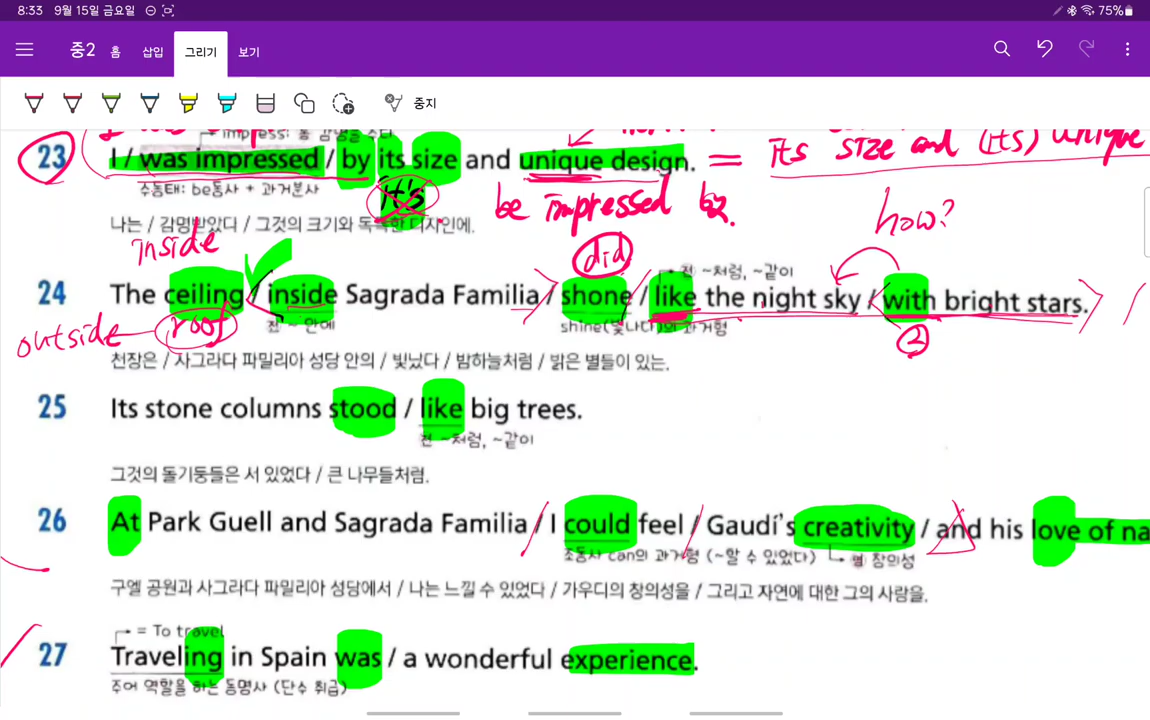 8:33 9월 15일 금요일 75%
중2 홈 삽입 그리기 보기
중지
impress: 통 감명을 주다
23 I / was impressed / by its size and unique design. = its size and (its) unique
수동태: be동사 + 과거분사
it's
be impressed by.
나는 / 감명받았다 / 그것의 크기와 독특한 디자인에.
how?
inside
did
전 ~처럼, ~같이
24 The ceiling / inside Sagrada Familia / shone / like the night sky / with bright stars.
outside roof
전 ~ 안에
shine(빛나다)의 과거형
②
천장은 / 사그라다 파밀리아 성당 안의 / 빛났다 / 밤하늘처럼 / 밝은 별들이 있는.
25 Its stone columns stood / like big trees.
전 ~처럼, ~같이
그것의 돌기둥들은 서 있었다 / 큰 나무들처럼.
26 At Park Guell and Sagrada Familia / I could feel / Gaudí's creativity / and his love of na
조동사 can의 과거형 (~할 수 있었다) 명 창의성
구엘 공원과 사그라다 파밀리아 성당에서 / 나는 느낄 수 있었다 / 가우디의 창의성을 / 그리고 자연에 대한 그의 사랑을.
= To travel
27 Traveling in Spain was / a wonderful experience.
주어 역할을 하는 동명사 (단수 취급)